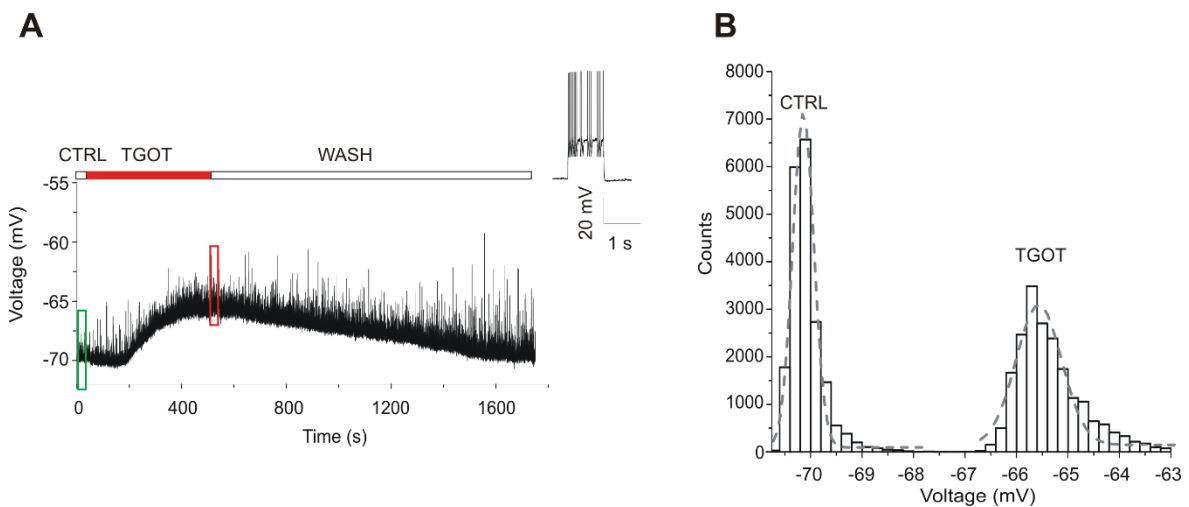 A
CTRL TGOT WASH
-55
-60
-65
-70
Voltage (mV)
0 400 800 1200 1600
Time (s)
20 mV
1 s
B
8000
7000
6000
5000
4000
3000
2000
1000
0
Counts
CTRL
TGOT
-70 -69 -68 -67 -66 -65 -64 -63
Voltage (mV)